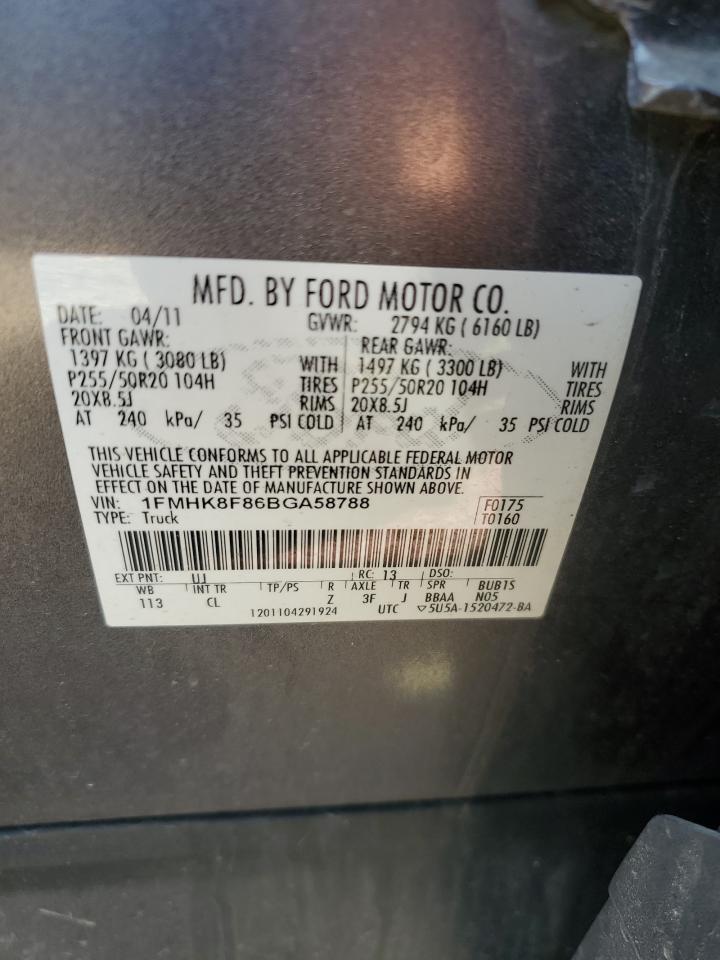 MFD. BY FORD MOTOR CO.
DATE: 04/11 GVWR: 2794 KG ( 6160 LB)
FRONT GAWR: REAR GAWR:
1397 KG ( 3080 LB) WITH 1497 KG ( 3300 LB) WITH
P255/50R20 104H TIRES P255/50R20 104H TIRES
20X8.5J RIMS 20X8.5J RIMS
AT 240 kPa/ 35 PSI COLD AT 240 kPa/ 35 PSI COLD
THIS VEHICLE CONFORMS TO ALL APPLICABLE FEDERAL MOTOR
VEHICLE SAFETY AND THEFT PREVENTION STANDARDS IN
EFFECT ON THE DATE OF MANUFACTURE SHOWN ABOVE.
VIN: 1FMHK8F86BGA58788 F0175
TYPE: Truck T0160
EXT PNT: UJ RC: 13 DSO:
WB INT TR TP/PS R AXLE TR SPR BUB1S
113 CL Z 3F J BBAA N05
1201104291924 UTC ▽5U5A-1520472-BA